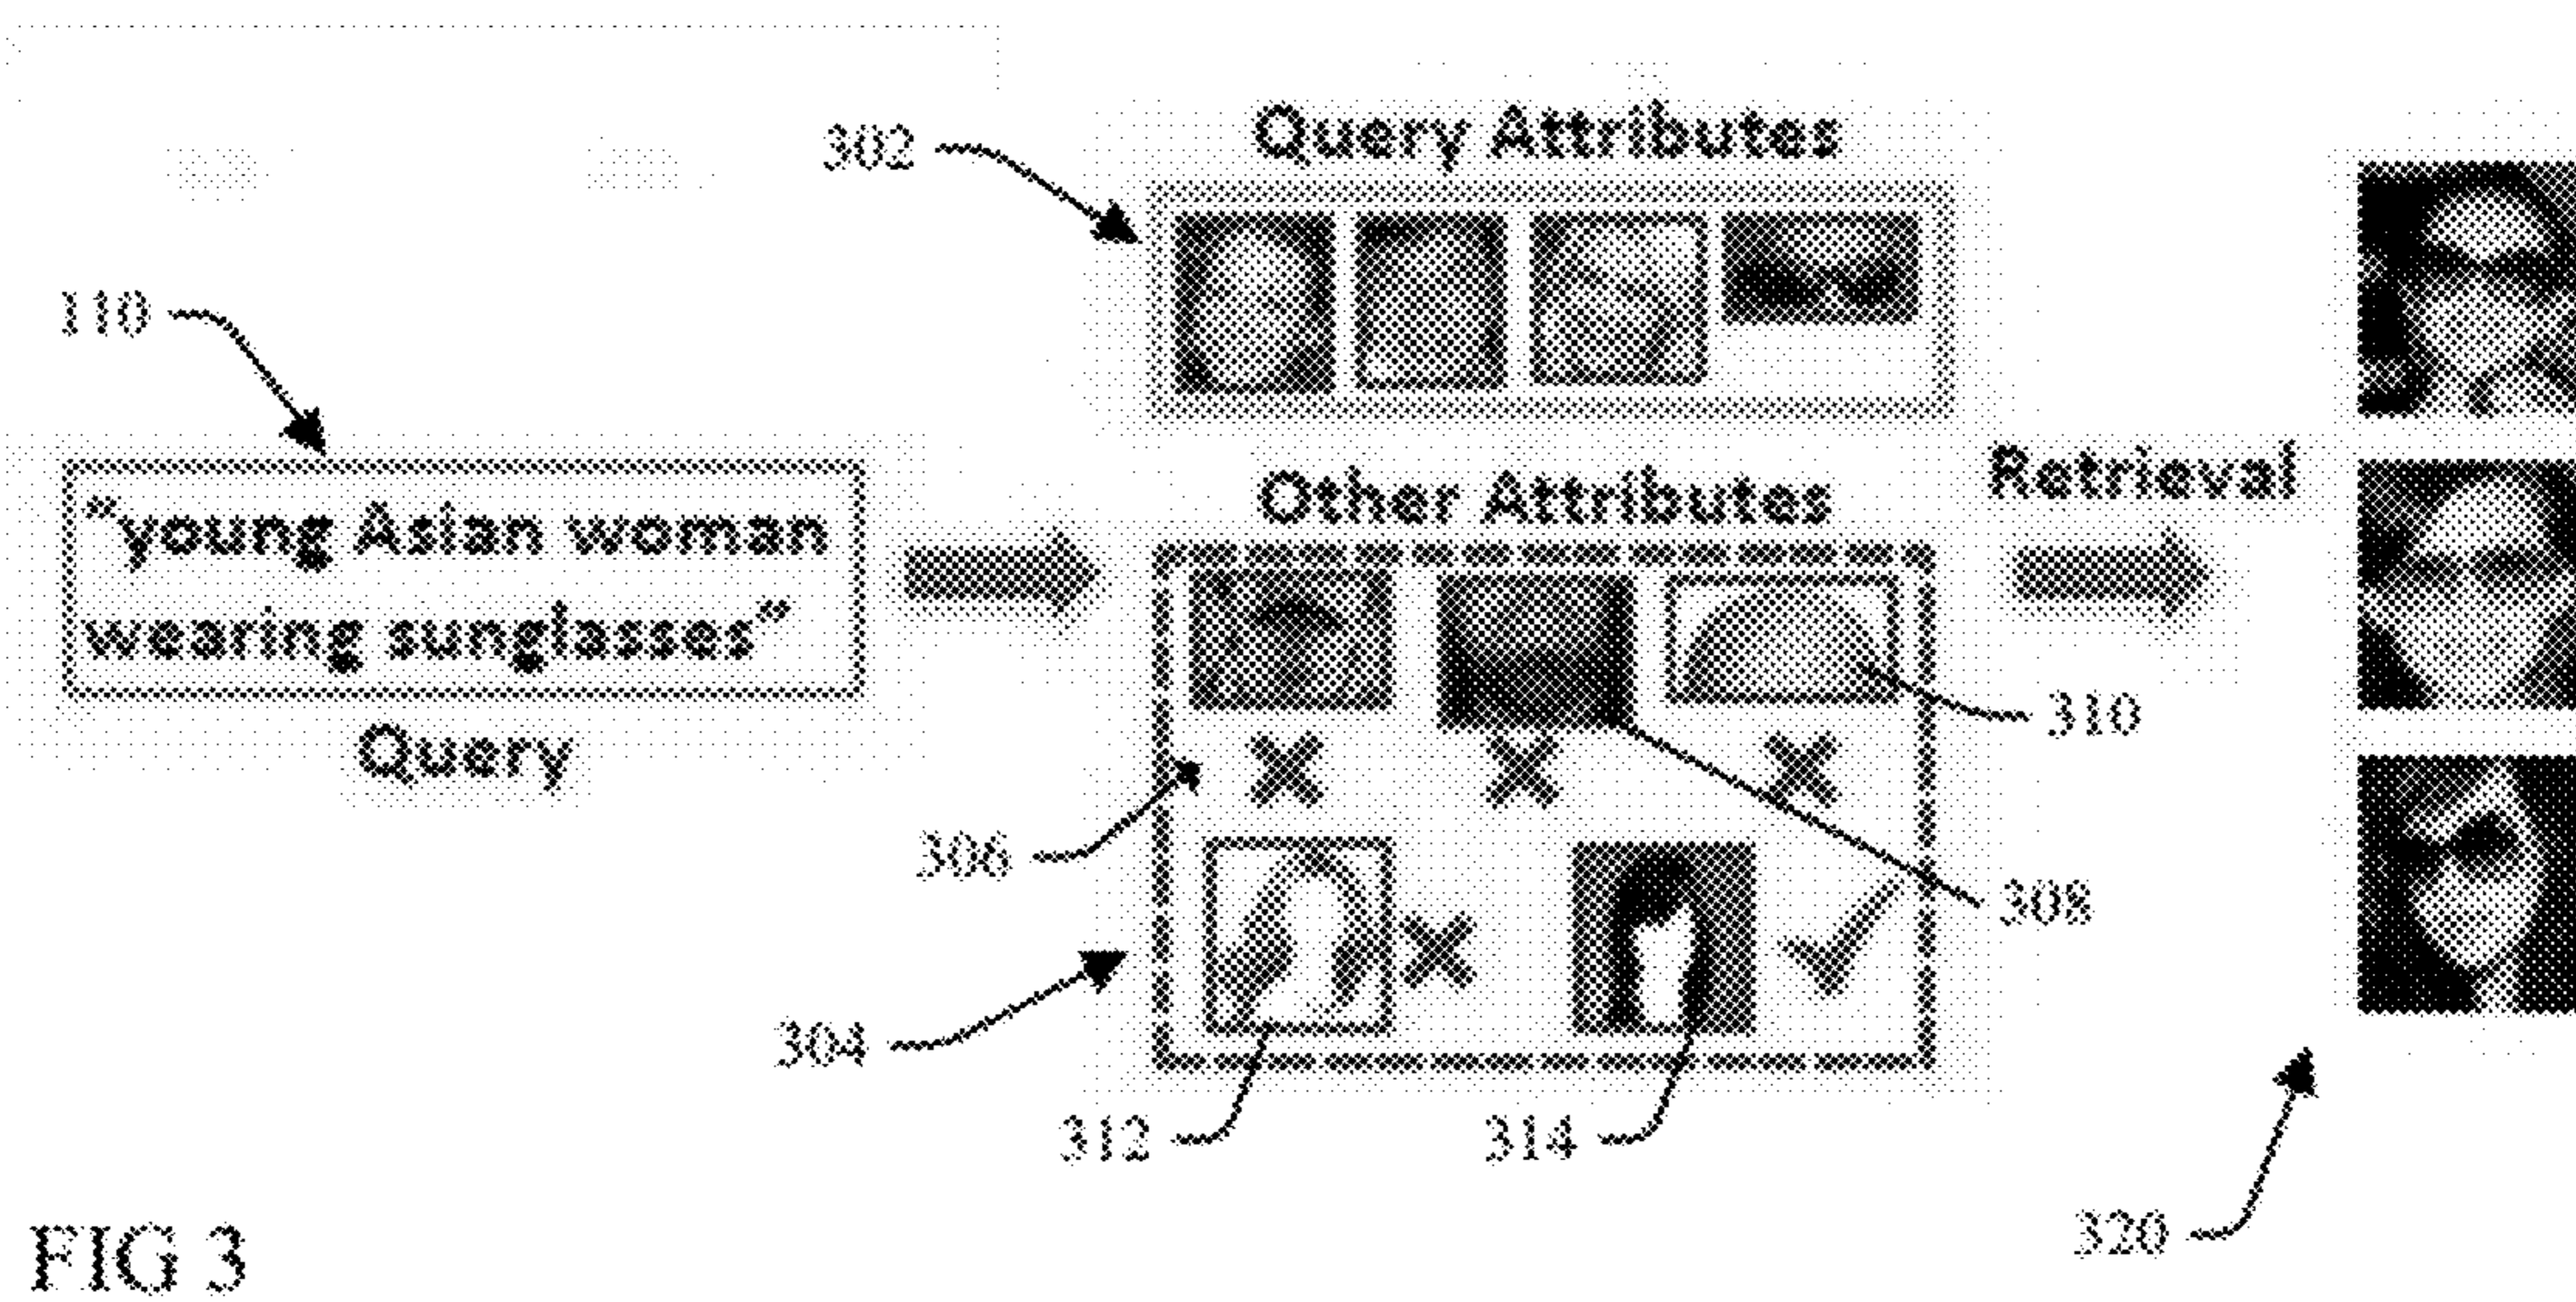 Query Attributes
302
110
Other Attributes
Retrieval
“young Asian woman
wearing sunglasses”
310
Query
306
308
304
312
314
320
FIG 3